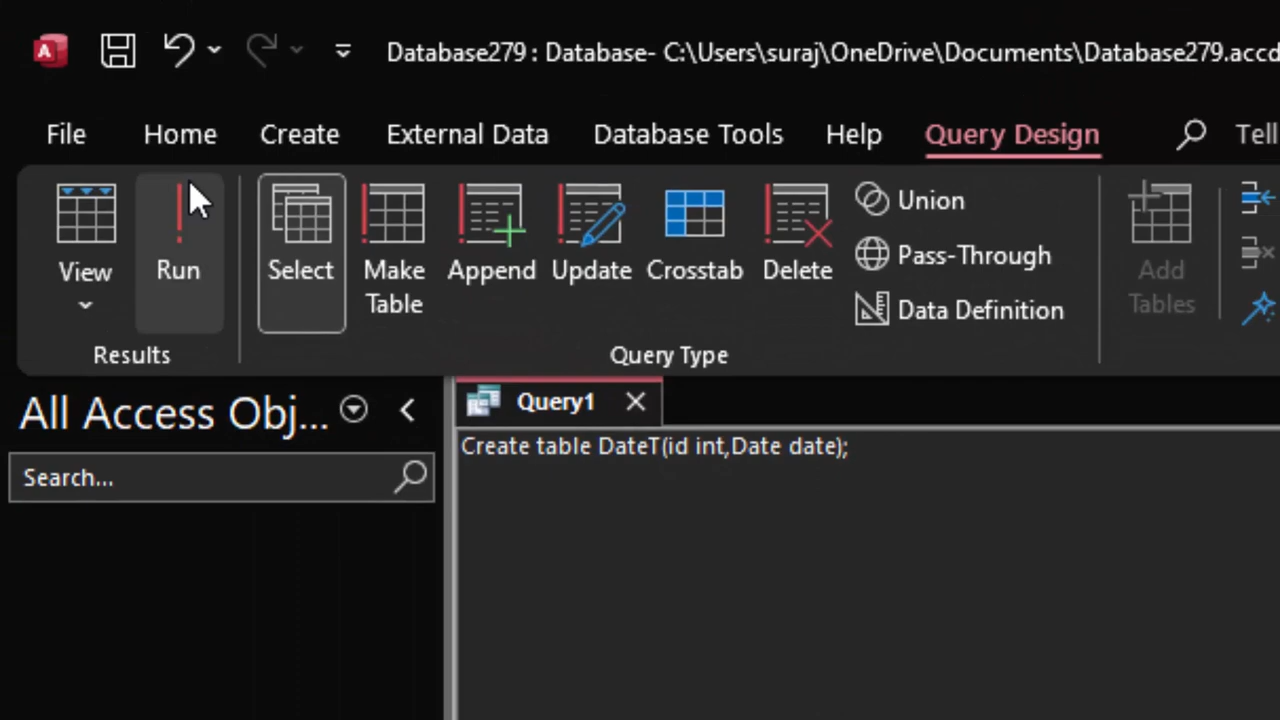 A
Database279 : Database- C:\Users\suraj\OneDrive\Documents\Database279.accd
File Home Create External Data Database Tools Help Query Design Tell
View Run Select Make Table Append Update Crosstab Delete Union Pass-Through Data Definition Add Tables
Results Query Type
All Access Obj...
Query1
Search...
Create table DateT(id int,Date date);